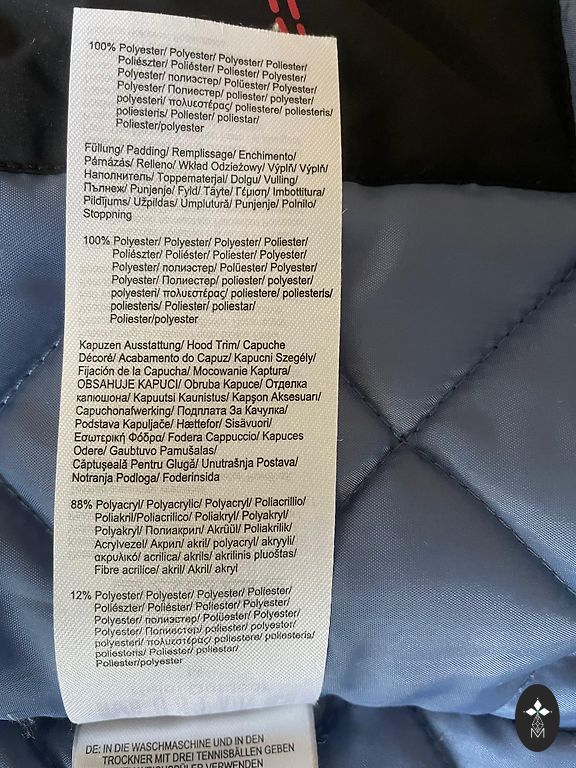 100% Polyester/ Polyester/ Polyester/ Poliester/
Poliészter/ Poliéster/ Poliester/ Polyester/
Polyester/ полиэстер/ Polüester/ Polyester/
Polyester/ Полиестер/ poliester/ polyester/
polyesteri/ πολυεστέρας/ poliestere/ poliesteris/
poliesteris/ Poliester/ poliestar/
Poliester/polyester
Füllung/ Padding/ Remplissage/ Enchimento/
Párnázás/ Relleno/ Wkład Odzieżowy/ Výplň/ Výplň/
Наполнитель/ Toppematerjal/ Dolgu/ Vulling/
Пълнеж/ Punjenje/ Fyld/ Täyte/ Γέμιση/ Imbottitura/
Pildījums/ Užpildas/ Umplutură/ Punjenje/ Polnilo/
Stoppning
100% Polyester/ Polyester/ Polyester/ Poliester/
Poliészter/ Poliéster/ Poliester/ Polyester/
Polyester/ полиэстер/ Polüester/ Polyester/
Polyester/ Полиестер/ poliester/ polyester/
polyesteri/ πολυεστέρας/ poliestere/ poliesteris/
poliesteris/ Poliester/ poliestar/
Poliester/polyester
Kapuzen Ausstattung/ Hood Trim/ Capuche
Décoré/ Acabamento do Capuz/ Kapucni Szegély/
Fijación de la Capucha/ Mocowanie Kaptura/
OBSAHUJE KAPUCI/ Obruba Kapuce/ Отделка
капюшона/ Kapuutsi Kaunistus/ Kapşon Aksesuarı/
Capuchonafwerking/ Подплата За Качулка/
Podstava Kapuljače/ Hættefor/ Sisävuori/
Εσωτερική Φόδρα/ Fodera Cappuccio/ Kapuces
Odere/ Gaubtuvo Pamušalas/
Căptușeală Pentru Glugă/ Unutrašnja Postava/
Notranja Podloga/ Foderinsida
88% Polyacryl/ Polyacrylic/ Polyacryl/ Poliacrillio/
Poliakril/Poliacrilico/ Poliakryl/ Polyakryl/
Polyakryl/ Полиакрил/ Akrüül/ Poliakrilik/
Acrylvezel/ Акрил/ akril/ polyacryl/ akryyli/
ακρυλικό/ acrilica/ akrils/ akrilinis pluoštas/
Fibre acrilice/ akril/ Akril/ akryl
12% Polyester/ Polyester/ Polyester/ Poliester/
Poliészter/ Poliéster/ Poliester/ Polyester/
Polyester/ полиэстер/ Polüester/ Polyester/
Polyester/ Полиестер/ poliester/ polyester/
polyesteri/ πολυεστέρας/ poliestere/ poliesteris/
poliesteris/ Poliester/ poliestar/
Poliester/polyester
DE: IN DIE WASCHMASCHINE UND IN DEN
TROCKNER MIT DREI TENNISBÄLLEN GEBEN
VERWENDEN
M